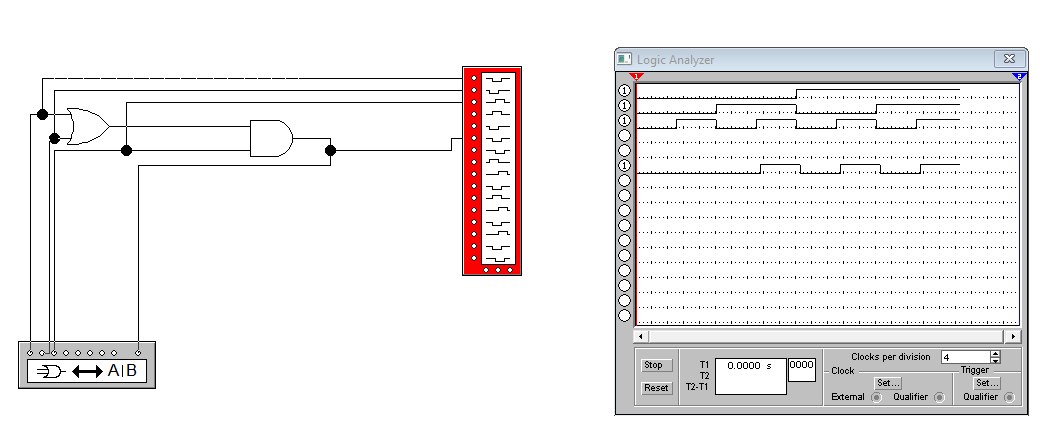 Logic Analyzer
1
2
1
1
1
1
Clocks per division 4
Stop
T1 0.0000 s 0000
T2
Clock
Trigger
Reset
T2-T1
Set...
Set...
External
Qualifier
Qualifier
A|B